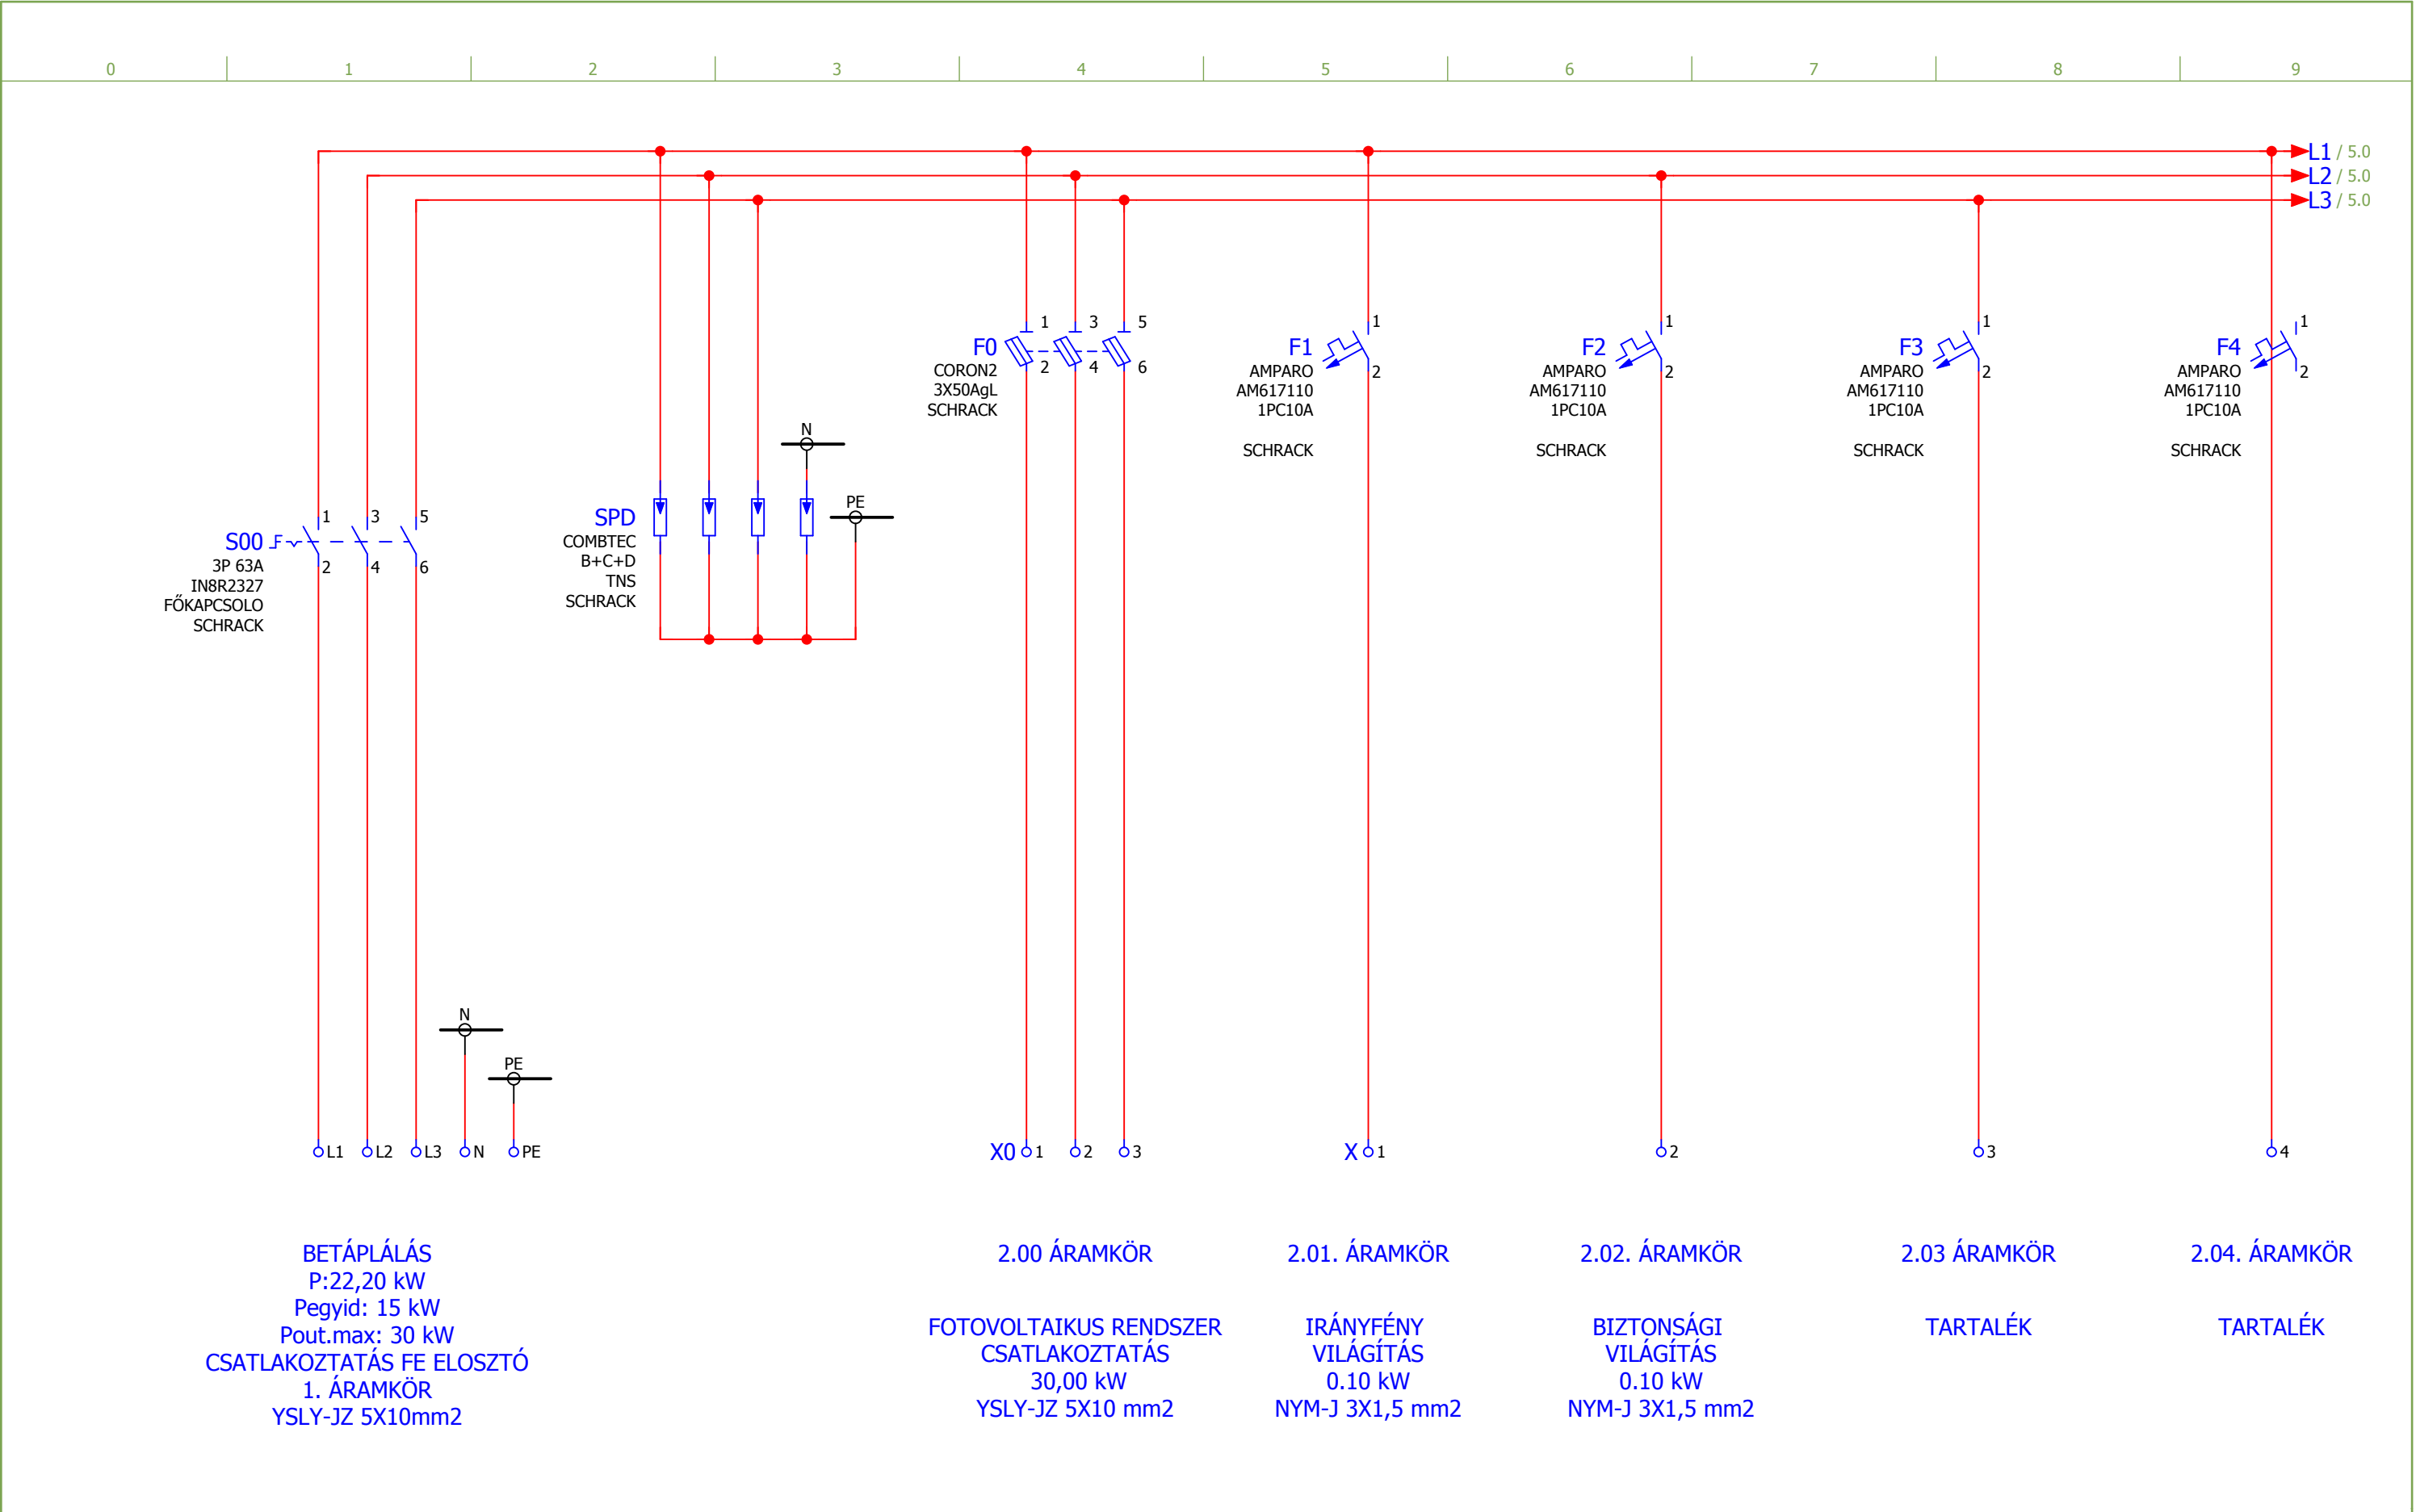 0 1 2 3 4 5 6 7 8 9
L1 / 5.0
L2 / 5.0
L3 / 5.0
S00
1 3 5
2 4 6
3P 63A
IN8R2327
FŐKAPCSOLO
SCHRACK
SPD
COMBTEC
B+C+D
TNS
SCHRACK
N
PE
F0
1 3 5
2 4 6
CORON2
3X50AgL
SCHRACK
F1
1
2
AMPARO
AM617110
1PC10A
SCHRACK
F2
1
2
AMPARO
AM617110
1PC10A
SCHRACK
F3
1
2
AMPARO
AM617110
1PC10A
SCHRACK
F4
1
2
AMPARO
AM617110
1PC10A
SCHRACK
N
PE
L1 L2 L3 N PE
X0 1 2 3
X 1
2
3
4
BETÁPLÁLÁS
P:22,20 kW
Pegyid: 15 kW
Pout.max: 30 kW
CSATLAKOZTATÁS FE ELOSZTÓ
1. ÁRAMKÖR
YSLY-JZ 5X10mm2
2.00 ÁRAMKÖR
FOTOVOLTAIKUS RENDSZER
CSATLAKOZTATÁS
30,00 kW
YSLY-JZ 5X10 mm2
2.01. ÁRAMKÖR
IRÁNYFÉNY
VILÁGÍTÁS
0.10 kW
NYM-J 3X1,5 mm2
2.02. ÁRAMKÖR
BIZTONSÁGI
VILÁGÍTÁS
0.10 kW
NYM-J 3X1,5 mm2
2.03 ÁRAMKÖR
TARTALÉK
2.04. ÁRAMKÖR
TARTALÉK